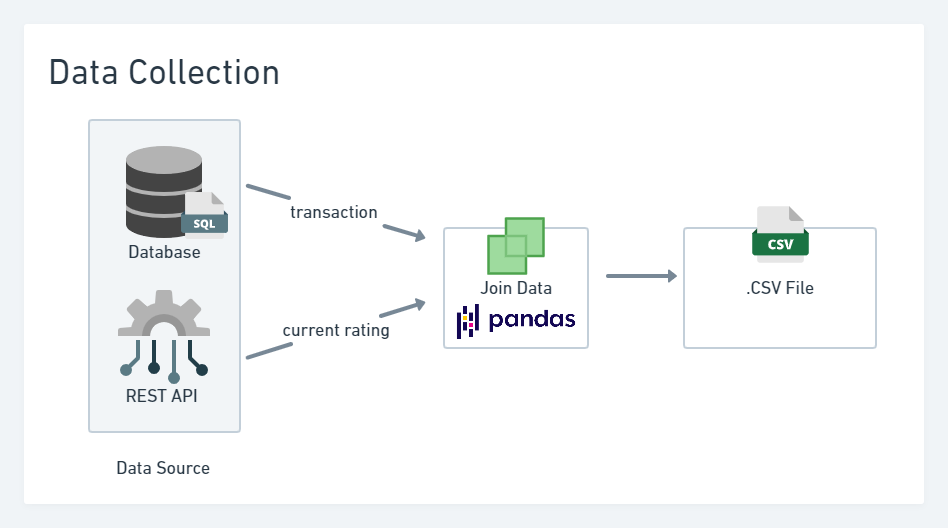 Data Collection
SQL
Database
transaction
REST API
current rating
Data Source
Join Data
pandas
CSV
.CSV File